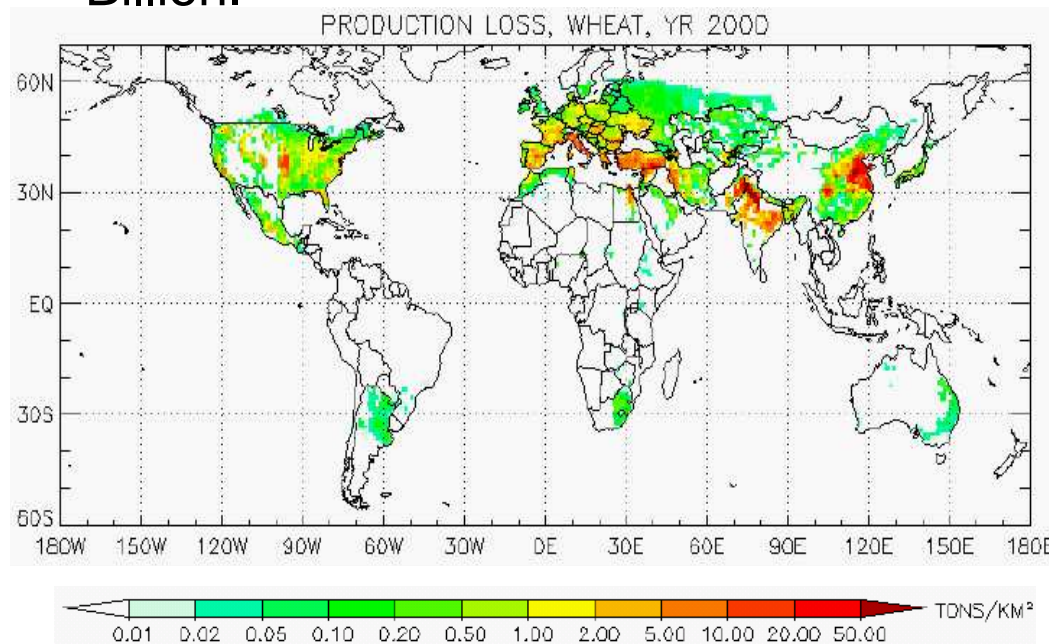 Billion.
PRODUCTION LOSS, WHEAT, YR 2000
60N
30N
EQ
30S
60S
180W 150W 120W 90W 60W 30W 0E 30E 60E 90E 120E 150E 180E
0.01 0.02 0.05 0.10 0.20 0.50 1.00 2.00 5.00 10.00 20.00 50.00 TONS/KM²